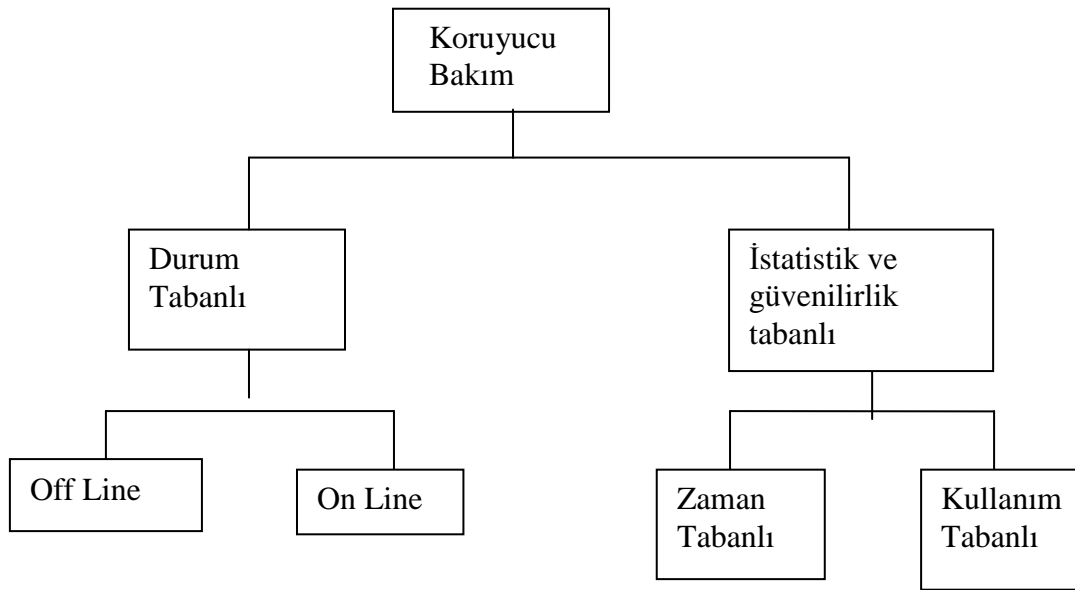 Koruyucu
Bakım
Durum
Tabanlı
İstatistik ve
güvenilirlik
tabanlı
Off Line
On Line
Zaman
Tabanlı
Kullanım
Tabanlı